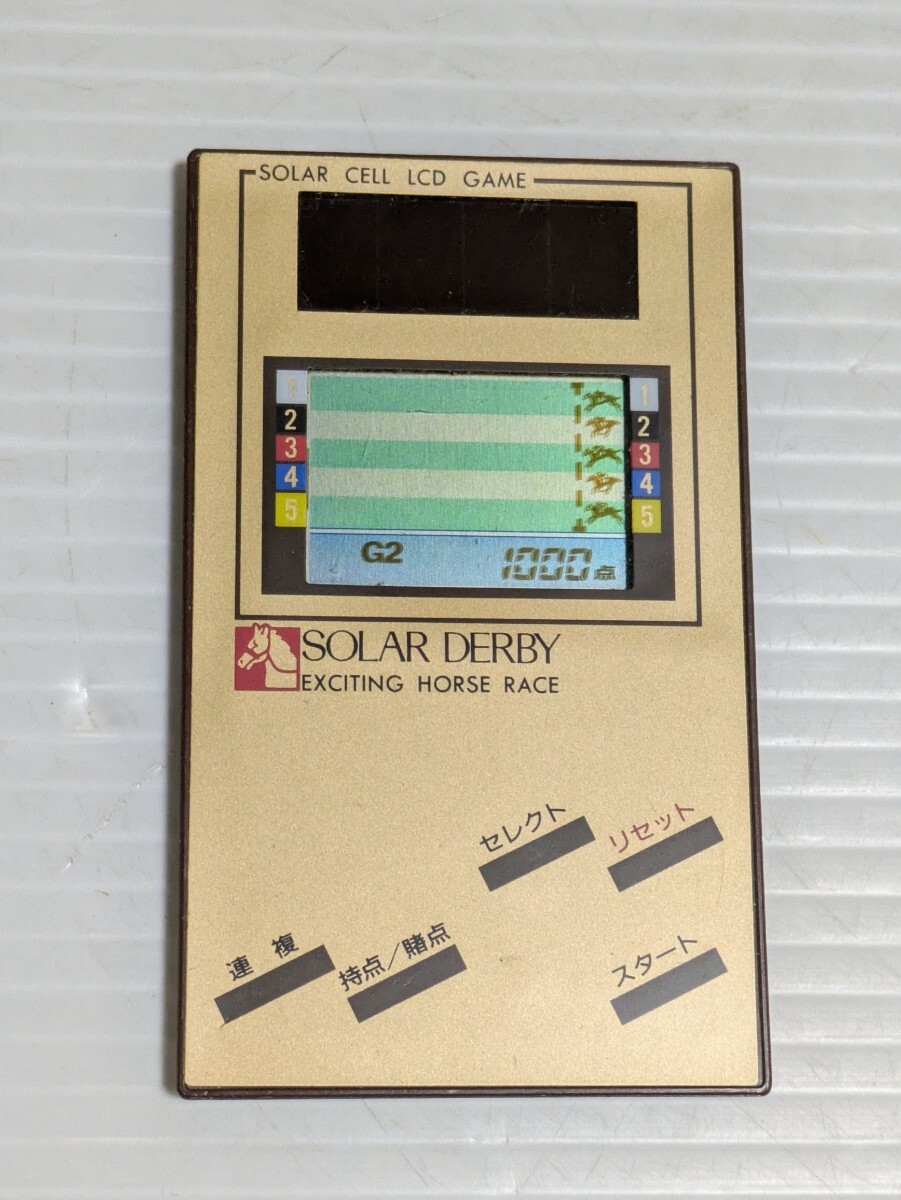 SOLAR CELL LCD GAME
1 1
2 2
3 3
4 4
5 5
G2 1000点
SOLAR DERBY
EXCITING HORSE RACE
セレクト リセット
連複 持点/賭点 スタート